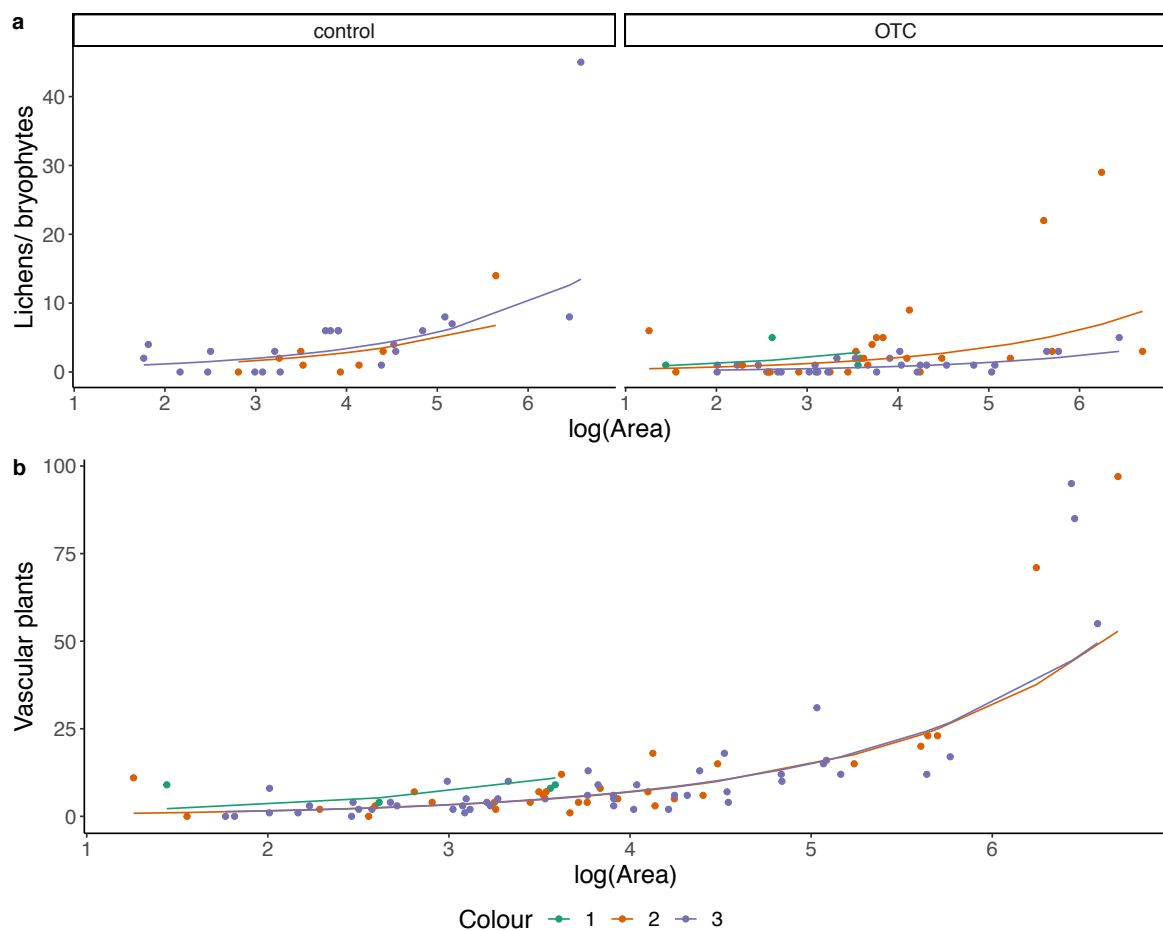 a
control OTC
Lichens/ bryophytes
40
30
20
10
0
1 2 3 4 5 6 1 2 3 4 5 6
log(Area)
b
Vascular plants
100
75
50
25
0
1 2 3 4 5 6
log(Area)
Colour 1 2 3